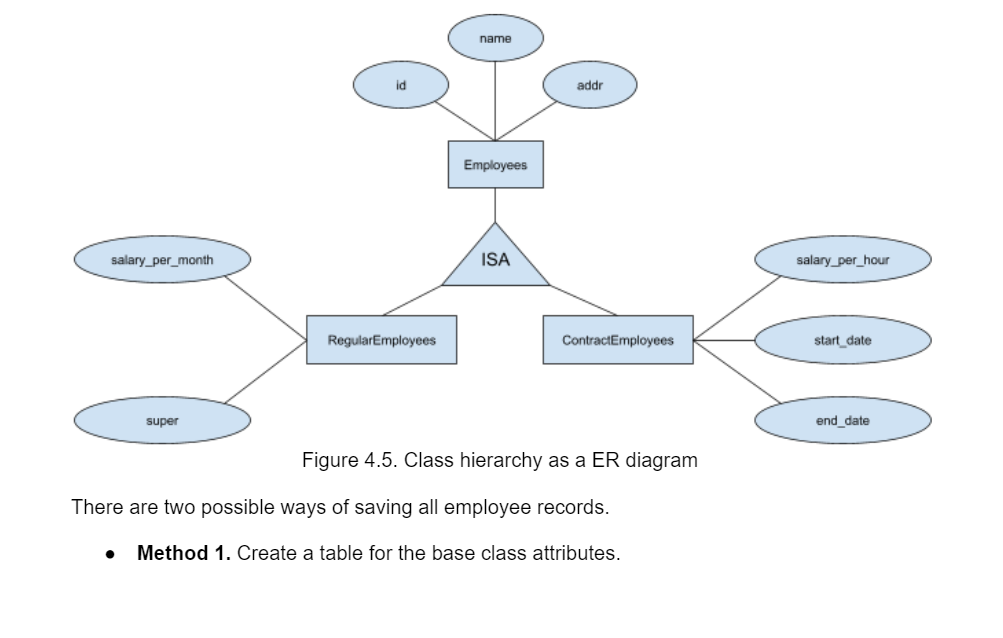 name
id
addr
Employees
ISA
salary_per_month
salary_per_hour
RegularEmployees
ContractEmployees
start_date
super
end_date
Figure 4.5. Class hierarchy as a ER diagram
There are two possible ways of saving all employee records.
● Method 1. Create a table for the base class attributes.